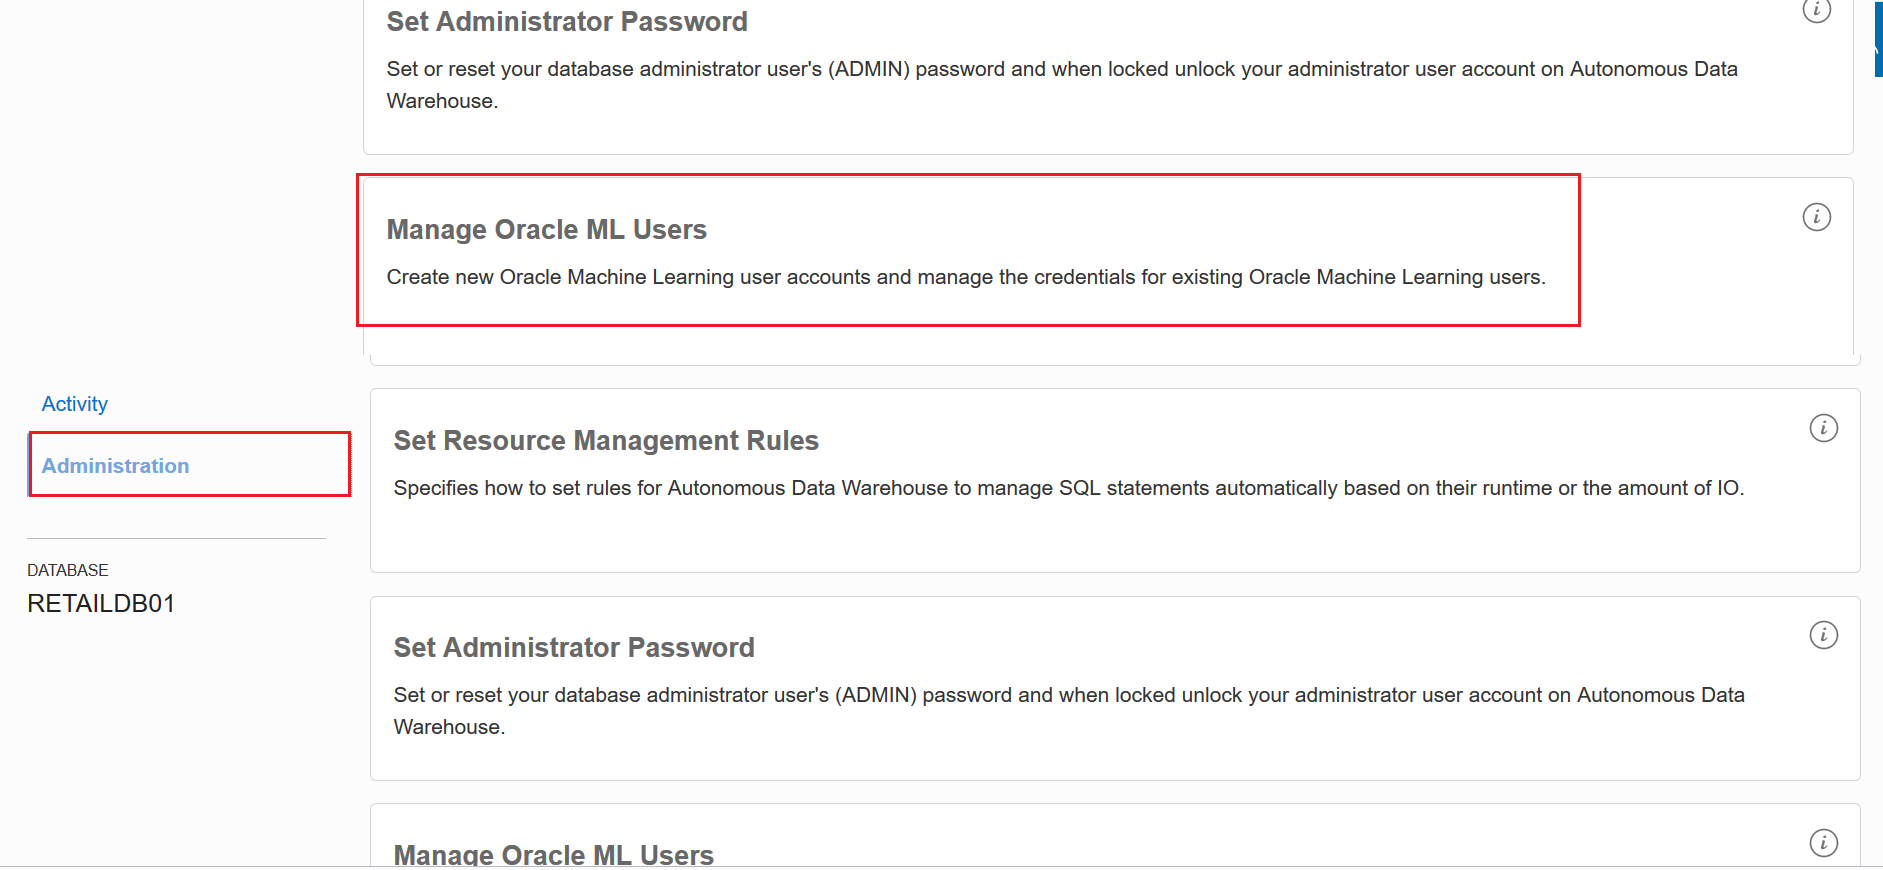 Set Administrator Password
Set or reset your database administrator user's (ADMIN) password and when locked unlock your administrator user account on Autonomous Data
Warehouse.
Manage Oracle ML Users
Create new Oracle Machine Learning user accounts and manage the credentials for existing Oracle Machine Learning users.
Activity
Administration
DATABASE
RETAILDB01
Set Resource Management Rules
Specifies how to set rules for Autonomous Data Warehouse to manage SQL statements automatically based on their runtime or the amount of IO.
Set Administrator Password
Set or reset your database administrator user's (ADMIN) password and when locked unlock your administrator user account on Autonomous Data
Warehouse.
Manage Oracle ML Users